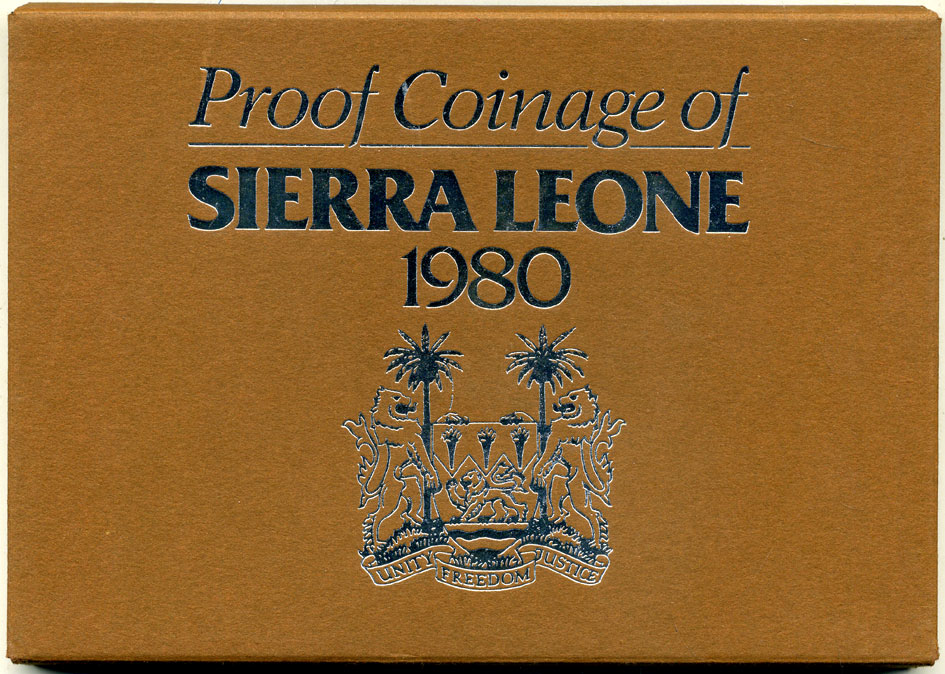 Proof Coinage of
SIERRA LEONE
1980
UNITY FREEDOM JUSTICE